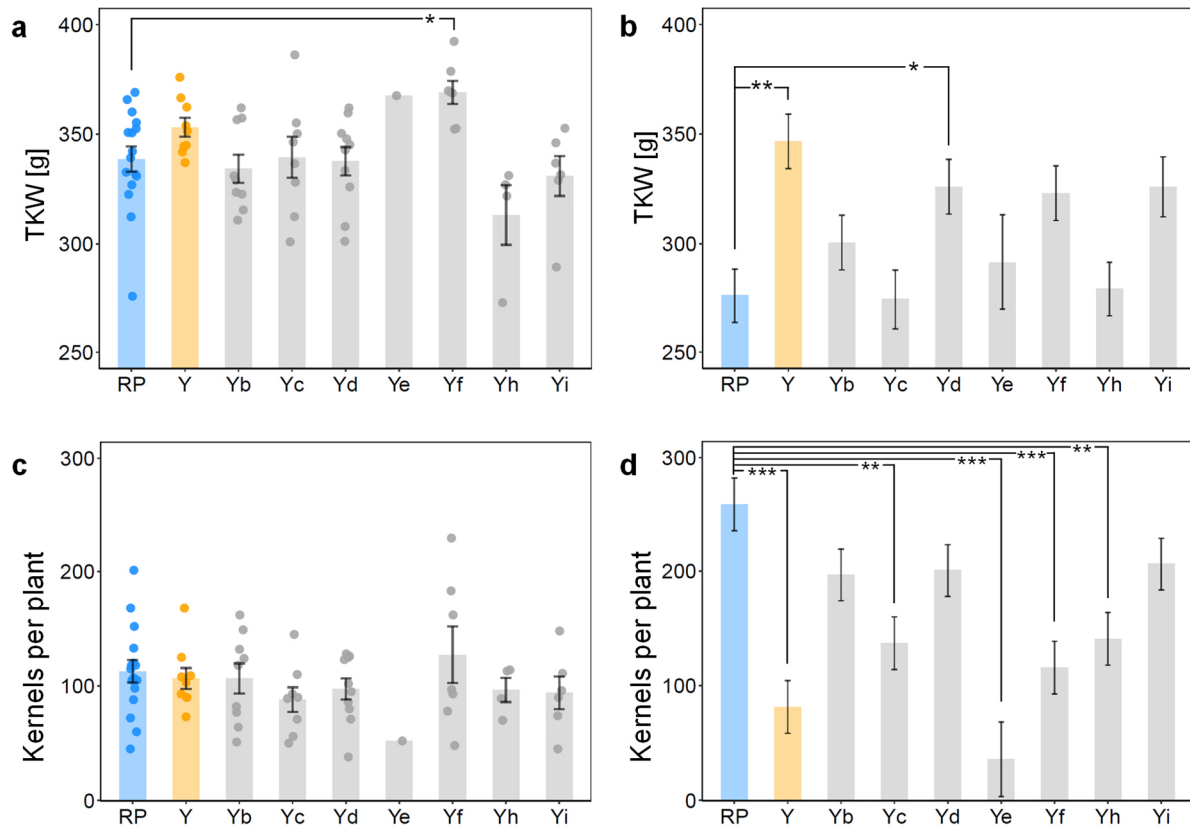 a
TKW [g]
400
350
300
250
*
RP Y Yb Yc Yd Ye Yf Yh Yi
b
TKW [g]
400
350
300
250
*
**
RP Y Yb Yc Yd Ye Yf Yh Yi
c
Kernels per plant
300
200
100
0
RP Y Yb Yc Yd Ye Yf Yh Yi
d
Kernels per plant
300
200
100
0
**
***
***
**
***
RP Y Yb Yc Yd Ye Yf Yh Yi